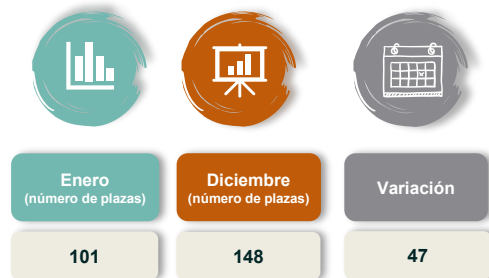 Enero
(número de plazas)
Diciembre
(número de plazas)
Variación
101
148
47